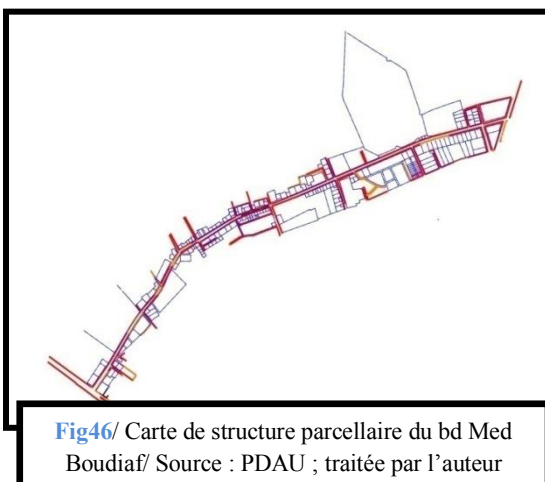 Fig46/ Carte de structure parcellaire du bd Med
Boudiaf/ Source : PDAU ; traitée par l’auteur